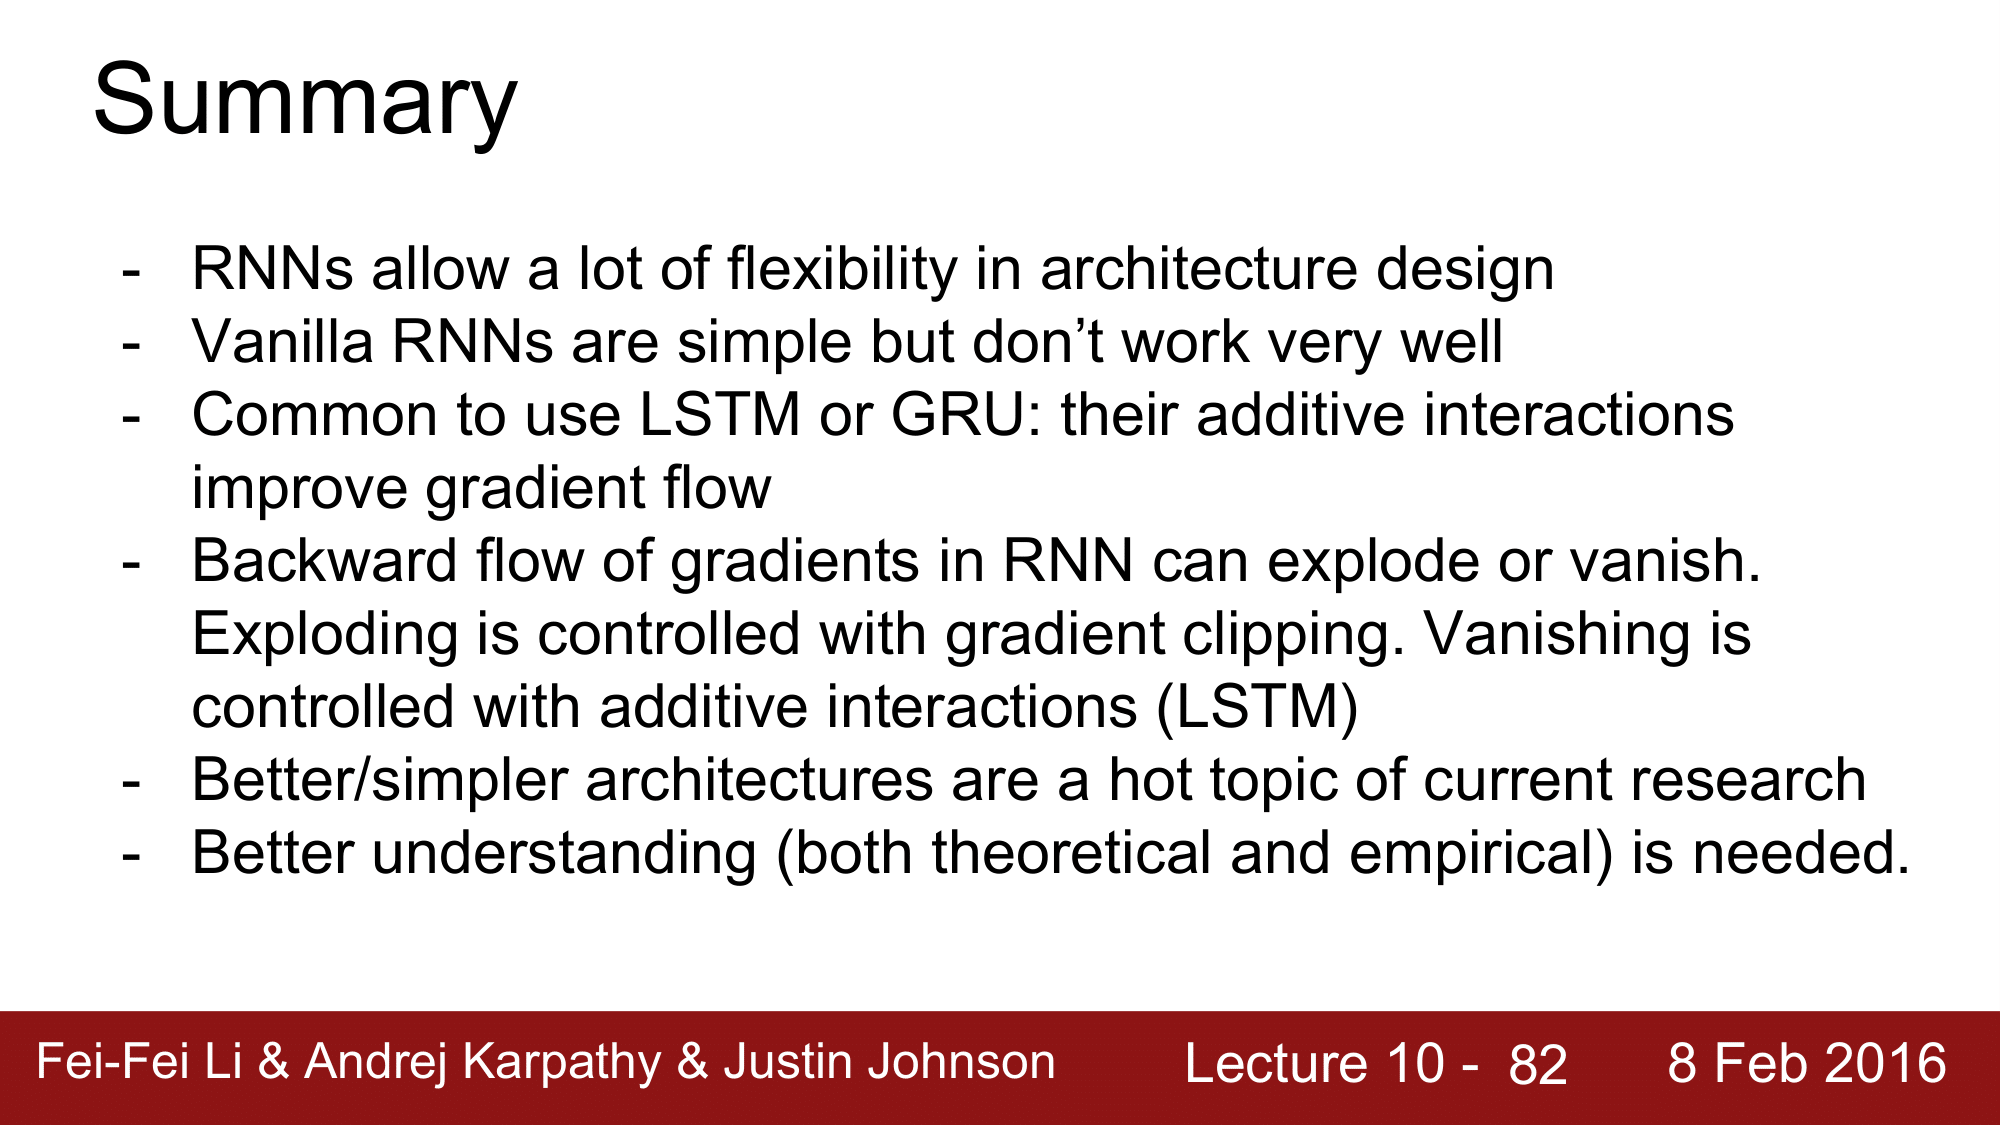 Summary
- RNNs allow a lot of flexibility in architecture design
- Vanilla RNNs are simple but don’t work very well
- Common to use LSTM or GRU: their additive interactions
improve gradient flow
- Backward flow of gradients in RNN can explode or vanish.
Exploding is controlled with gradient clipping. Vanishing is
controlled with additive interactions (LSTM)
- Better/simpler architectures are a hot topic of current research
- Better understanding (both theoretical and empirical) is needed.
Fei-Fei Li & Andrej Karpathy & Justin Johnson Lecture 10 - 82 8 Feb 2016